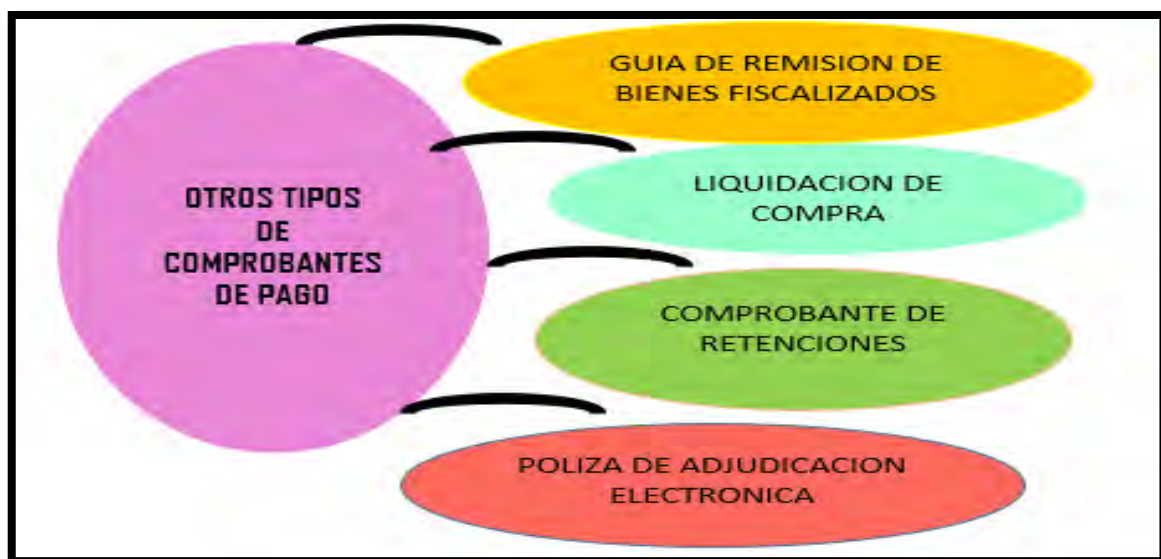 OTROS TIPOS
DE
COMPROBANTES
DE PAGO
GUIA DE REMISION DE
BIENES FISCALIZADOS
LIQUIDACION DE
COMPRA
COMPROBANTE DE
RETENCIONES
POLIZA DE ADJUDICACION
ELECTRONICA